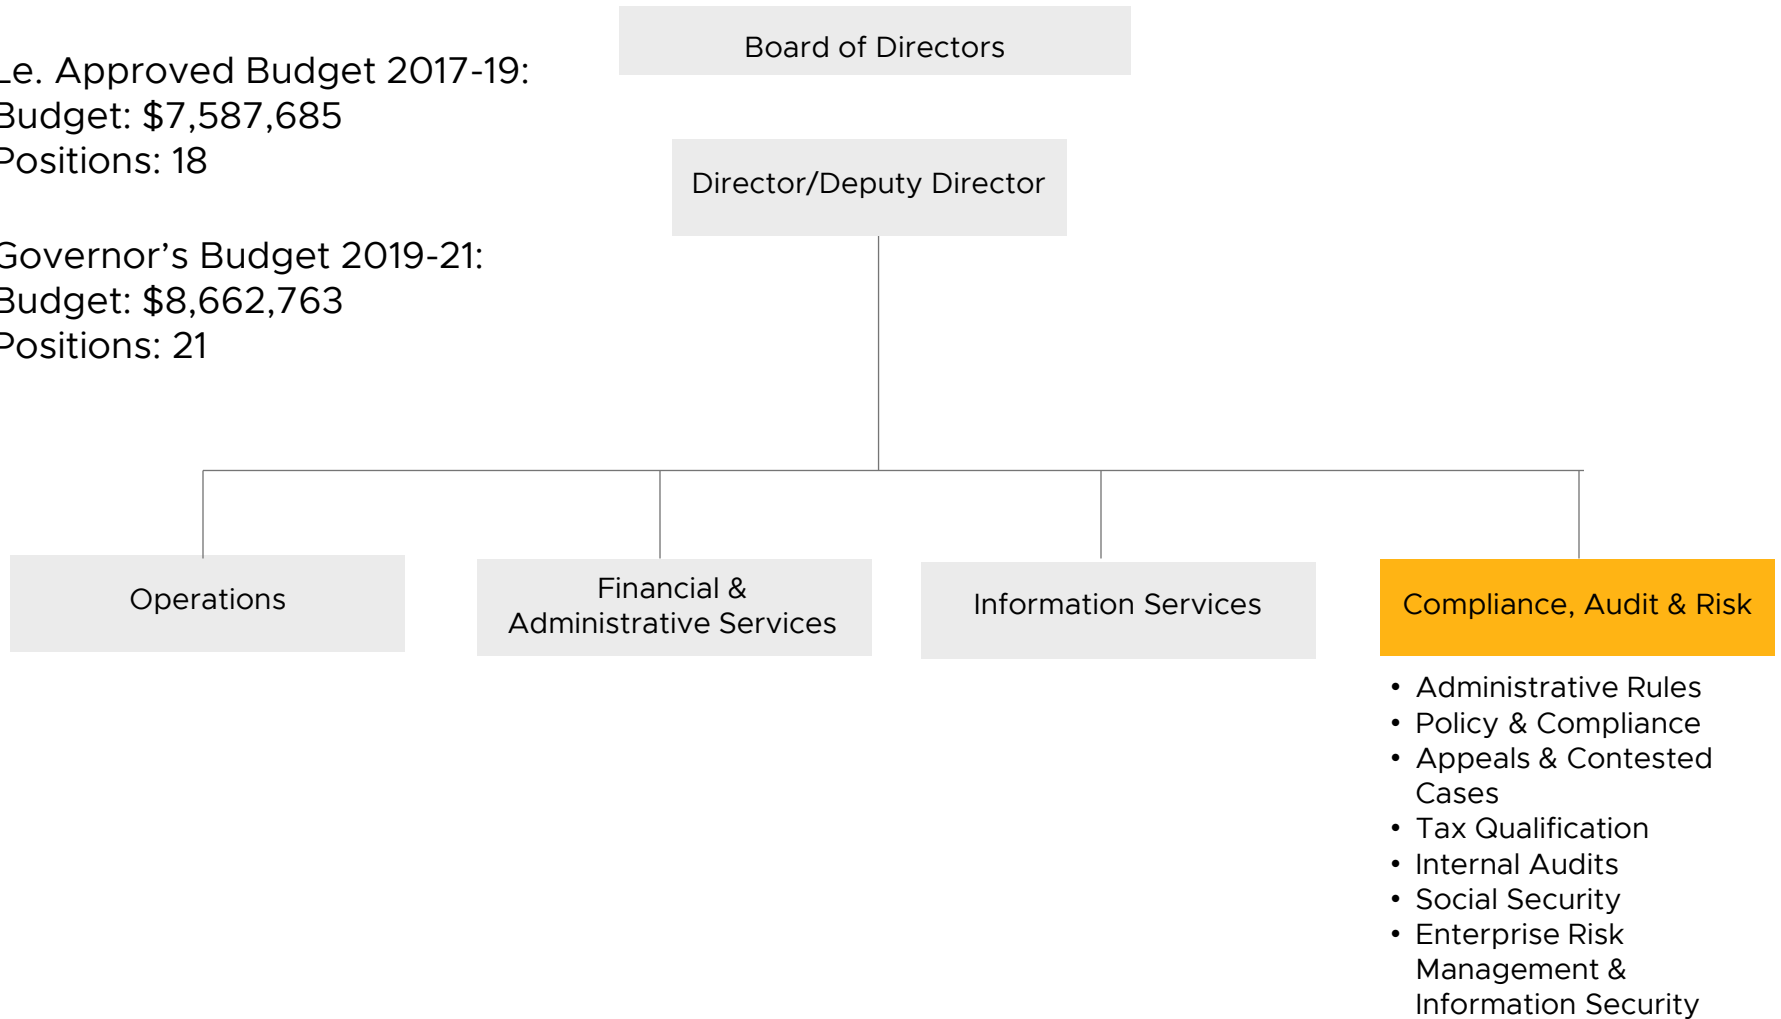 Board of Directors
Le. Approved Budget 2017-19:
Budget: $7,587,685
Positions: 18
Director/Deputy Director
Governor’s Budget 2019-21:
Budget: $8,662,763
Positions: 21
Operations
Financial &
Administrative Services
Information Services
Compliance, Audit & Risk
• Administrative Rules
• Policy & Compliance
• Appeals & Contested
Cases
• Tax Qualification
• Internal Audits
• Social Security
• Enterprise Risk
Management &
Information Security